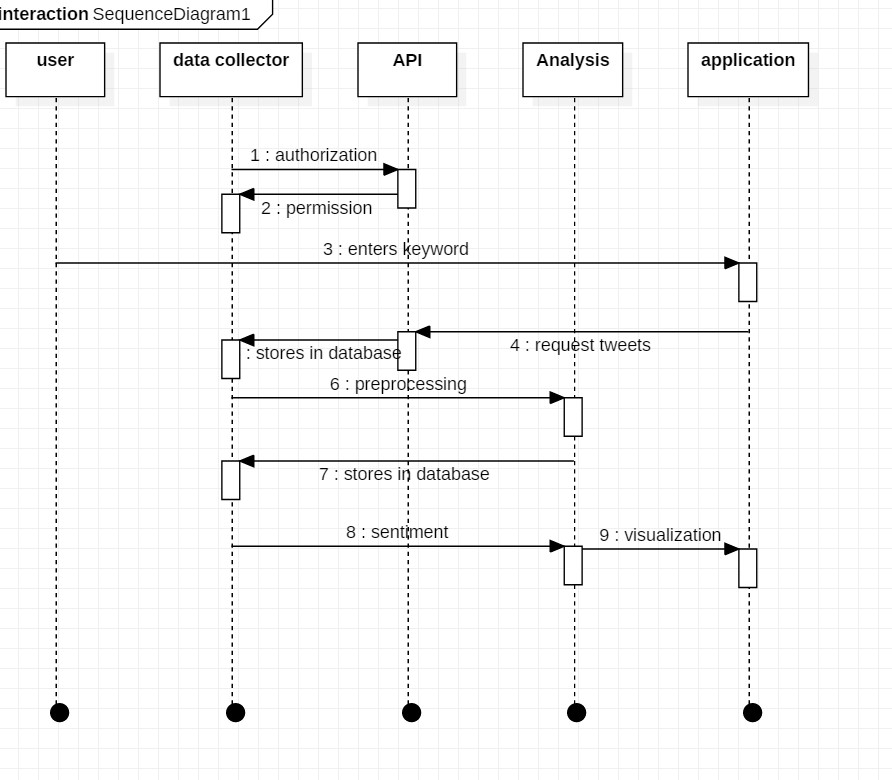 interaction SequenceDiagram1
user
data collector
API
Analysis
application
1 : authorization
2 : permission
3 : enters keyword
4 : request tweets
: stores in database
6 : preprocessing
7 : stores in database
8 : sentiment
9 : visualization